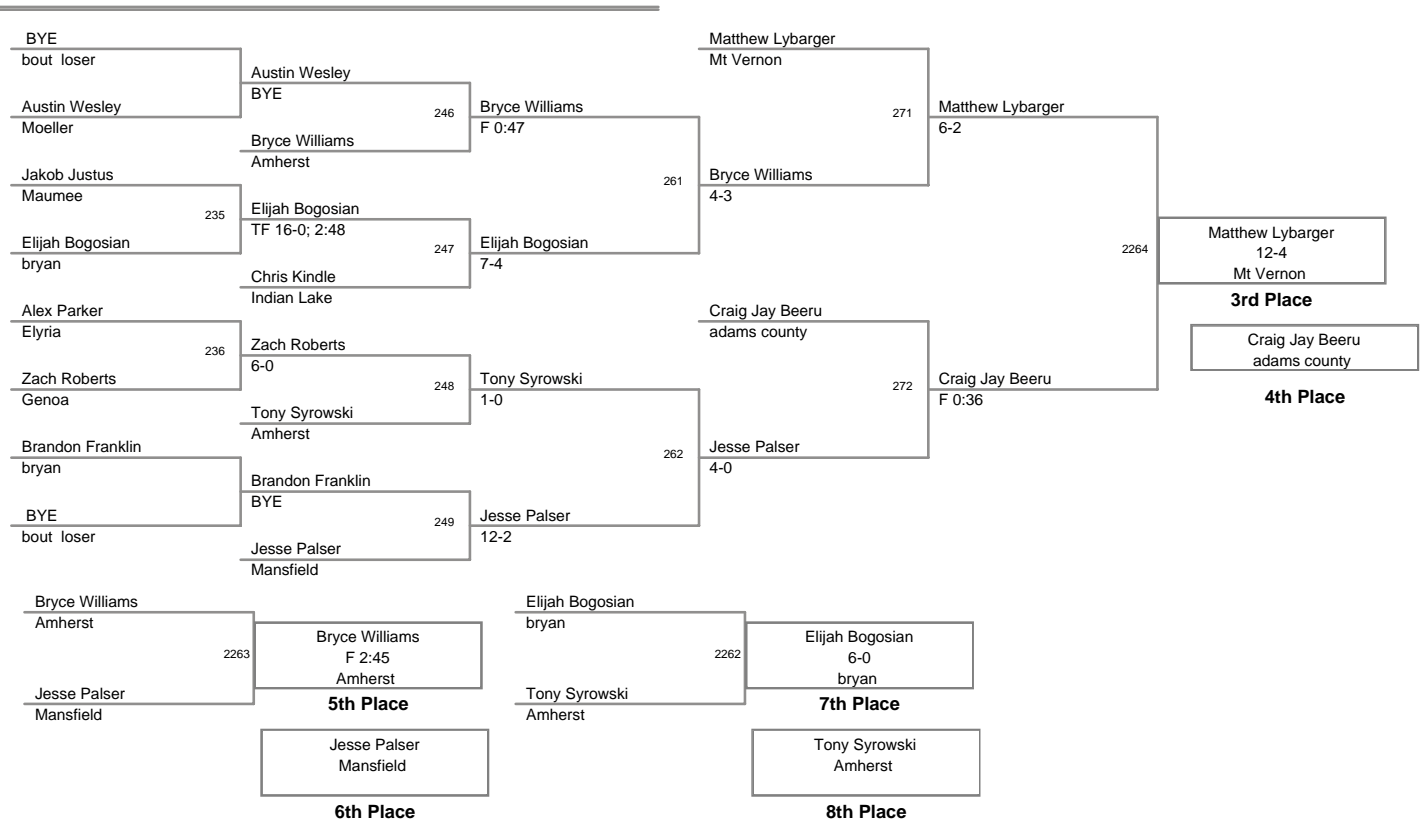 BYE
bout  loser
Austin Wesley
Moeller
Jakob Justus
Maumee
235
Elijah Bogosian
bryan
Alex Parker
Elyria
236
Zach Roberts
Genoa
Brandon Franklin
bryan
BYE
bout  loser
Austin Wesley
BYE
246
Bryce Williams
Amherst
Elijah Bogosian
TF 16-0; 2:48
247
Chris Kindle
Indian Lake
Zach Roberts
6-0
248
Tony Syrowski
Amherst
Brandon Franklin
BYE
249
Jesse Palser
Mansfield
Bryce Williams
F 0:47
261
Elijah Bogosian
7-4
Tony Syrowski
1-0
262
Jesse Palser
12-2
Matthew Lybarger
Mt Vernon
271
Bryce Williams
4-3
Craig Jay Beeru
adams county
272
Jesse Palser
4-0
Matthew Lybarger
6-2
2264
Craig Jay Beeru
F 0:36
Matthew Lybarger
12-4
Mt Vernon
3rd Place
Craig Jay Beeru
adams county
4th Place
Bryce Williams
Amherst
2263
Jesse Palser
Mansfield
Bryce Williams
F 2:45
Amherst
5th Place
Jesse Palser
Mansfield
6th Place
Elijah Bogosian
bryan
2262
Tony Syrowski
Amherst
Elijah Bogosian
6-0
bryan
7th Place
Tony Syrowski
Amherst
8th Place